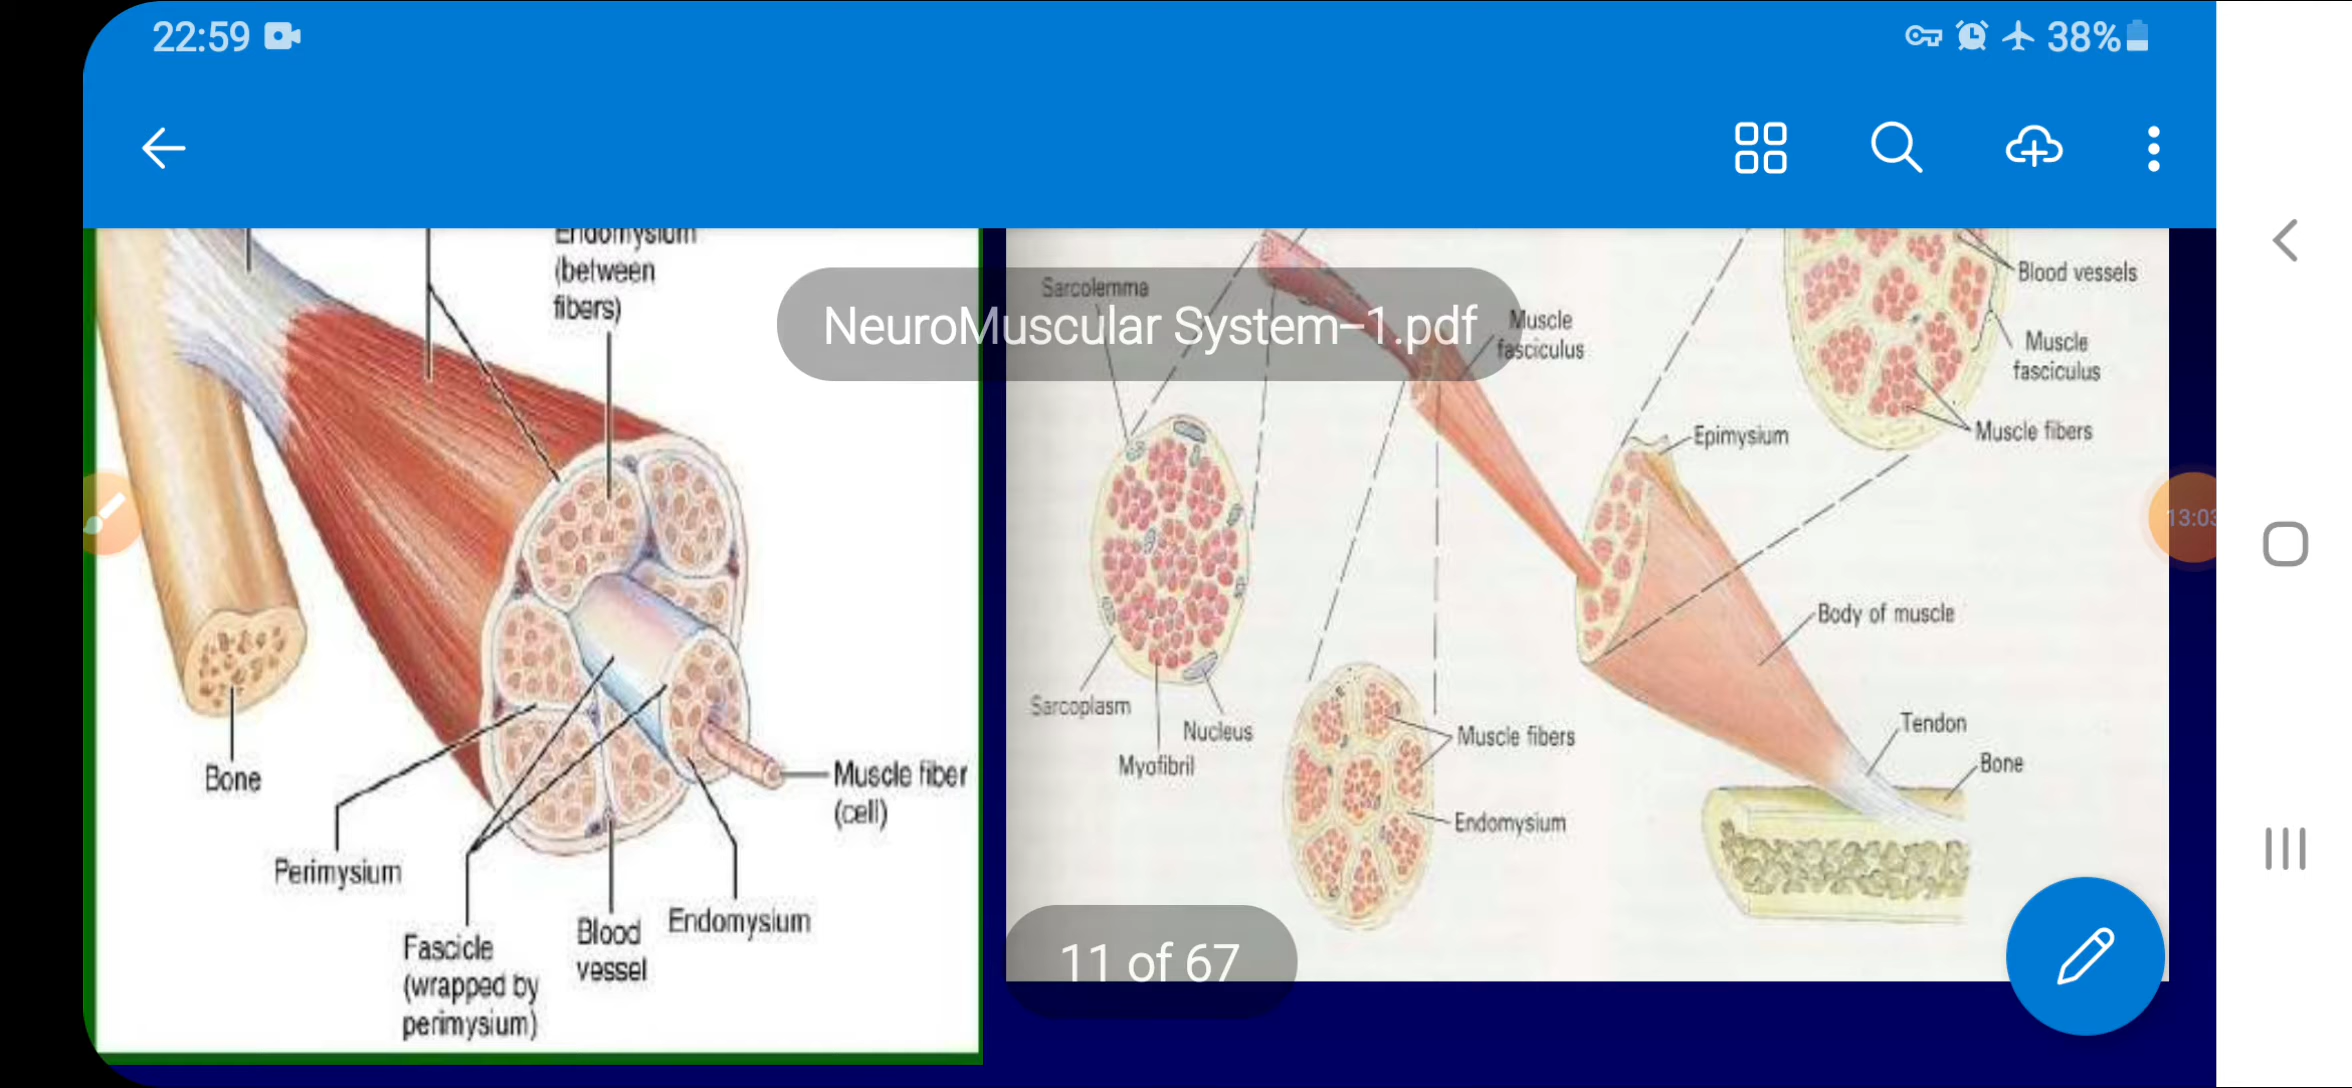 22:59
38%
NeuroMuscular System-1.pdf
Endomysium
(between
fibers)
Bone
Perimysium
Fascicle
(wrapped by
perimysium)
Blood
vessel
Endomysium
Muscle fiber
(cell)
Sarcolemma
Muscle
fasciculus
Blood vessels
Muscle
fasciculus
Muscle fibers
Epimysium
Body of muscle
Sarcoplasm
Nucleus
Myofibril
Muscle fibers
Endomysium
Tendon
Bone
13:03
11 of 67